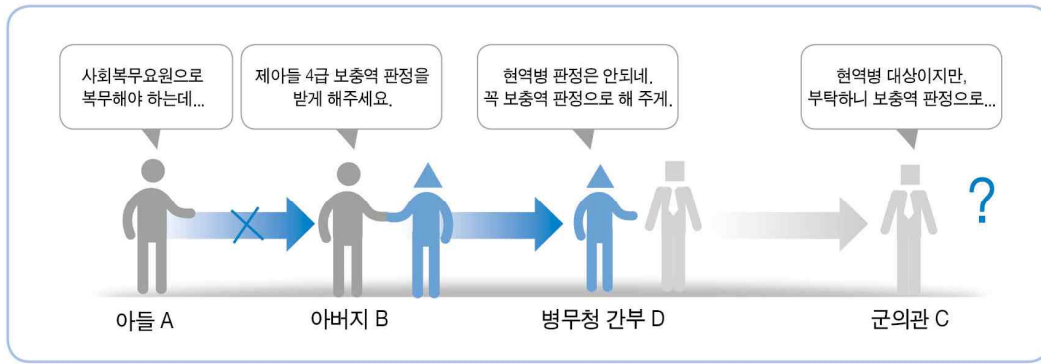 사회복무요원으로
복무해야 하는데...
제아들 4급 보충역 판정을
받게 해주세요.
현역병 판정은 안되네.
꼭 보충역 판정으로 해 주게.
현역병 대상이지만,
부탁하니 보충역 판정으로...
?
아들 A
아버지 B
병무청 간부 D
군의관 C